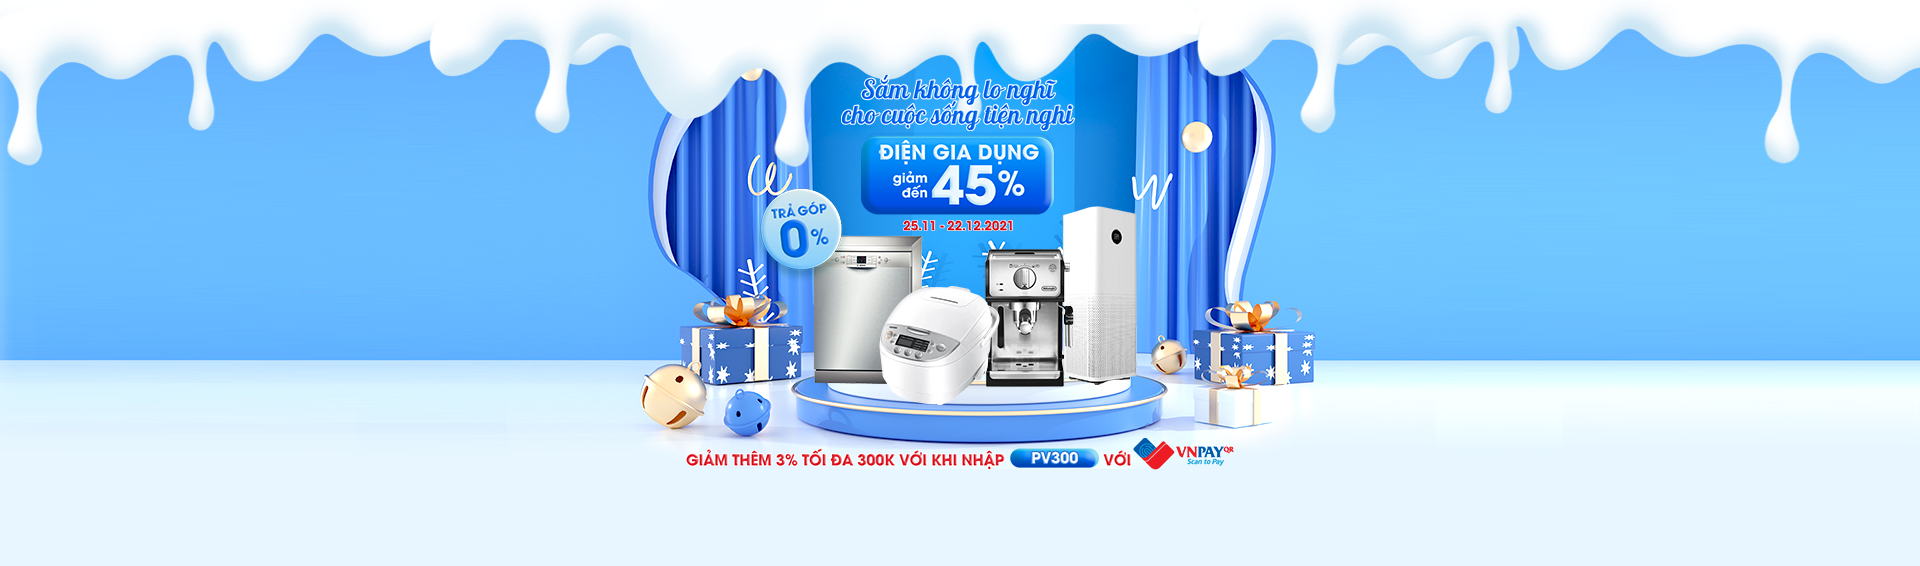 Sắm không lo nghĩ
cho cuộc sống tiện nghi
ĐIỆN GIA DỤNG
giảm
đến
45%
25.11 - 22.12.2021
TRẢ GÓP
0%
GIẢM THÊM 3% TỐI ĐA 300K VỚI KHI NHẬP PV300 VỚI VNPAYQR
Scan to Pay